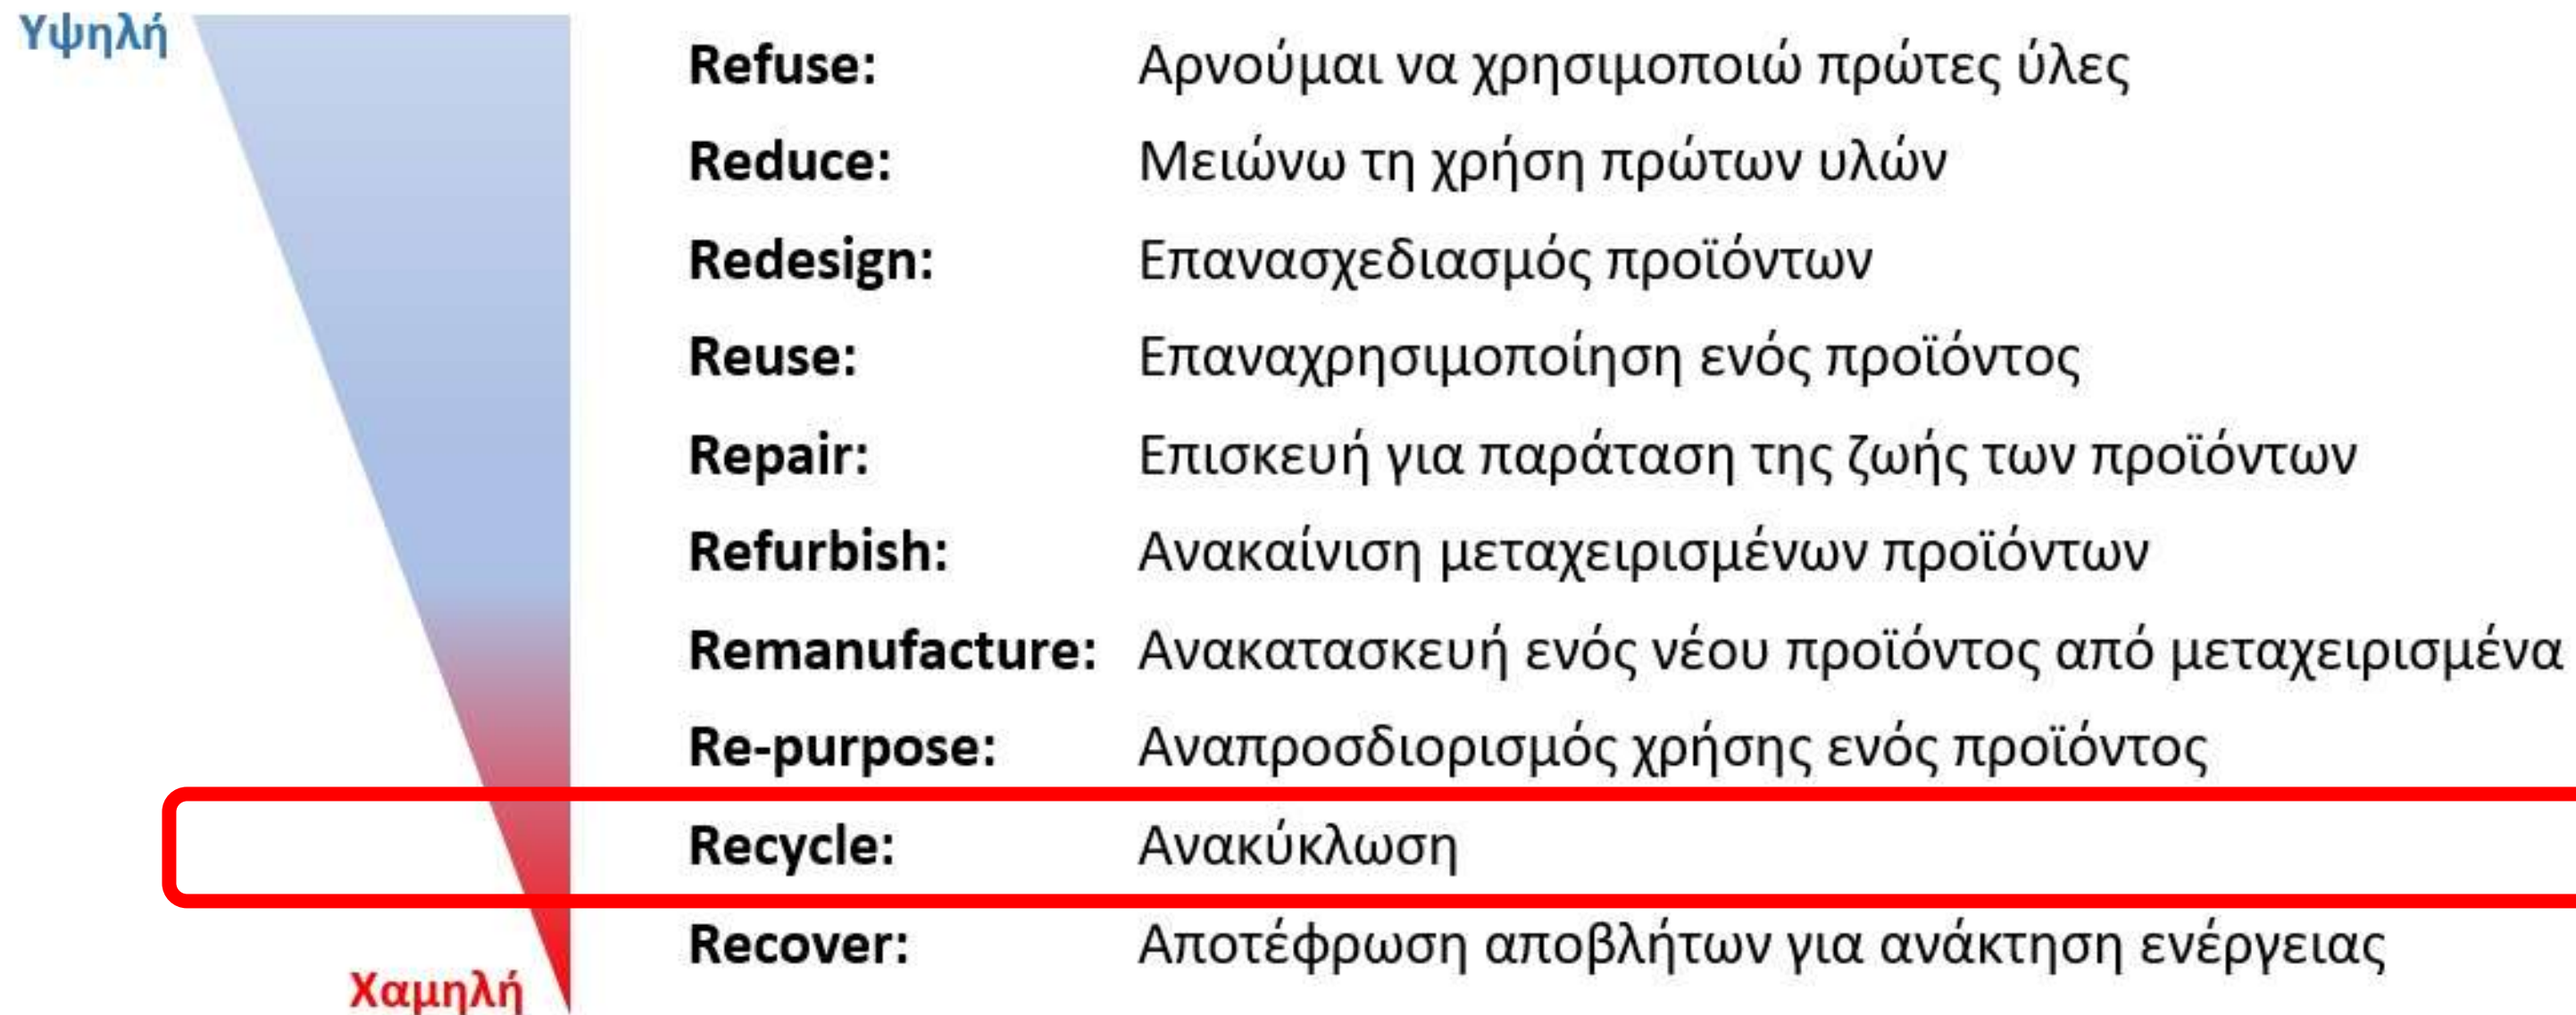 Υψηλή
Refuse: Αρνούμαι να χρησιμοποιώ πρώτες ύλες
Reduce: Μειώνω τη χρήση πρώτων υλών
Redesign: Επανασχεδιασμός προϊόντων
Reuse: Επαναχρησιμοποίηση ενός προϊόντος
Repair: Επισκευή για παράταση της ζωής των προϊόντων
Refurbish: Ανακαίνιση μεταχειρισμένων προϊόντων
Remanufacture: Ανακατασκευή ενός νέου προϊόντος από μεταχειρισμένα
Re-purpose: Αναπροσδιορισμός χρήσης ενός προϊόντος
Recycle: Ανακύκλωση
Recover: Αποτέφρωση αποβλήτων για ανάκτηση ενέργειας
Χαμηλή